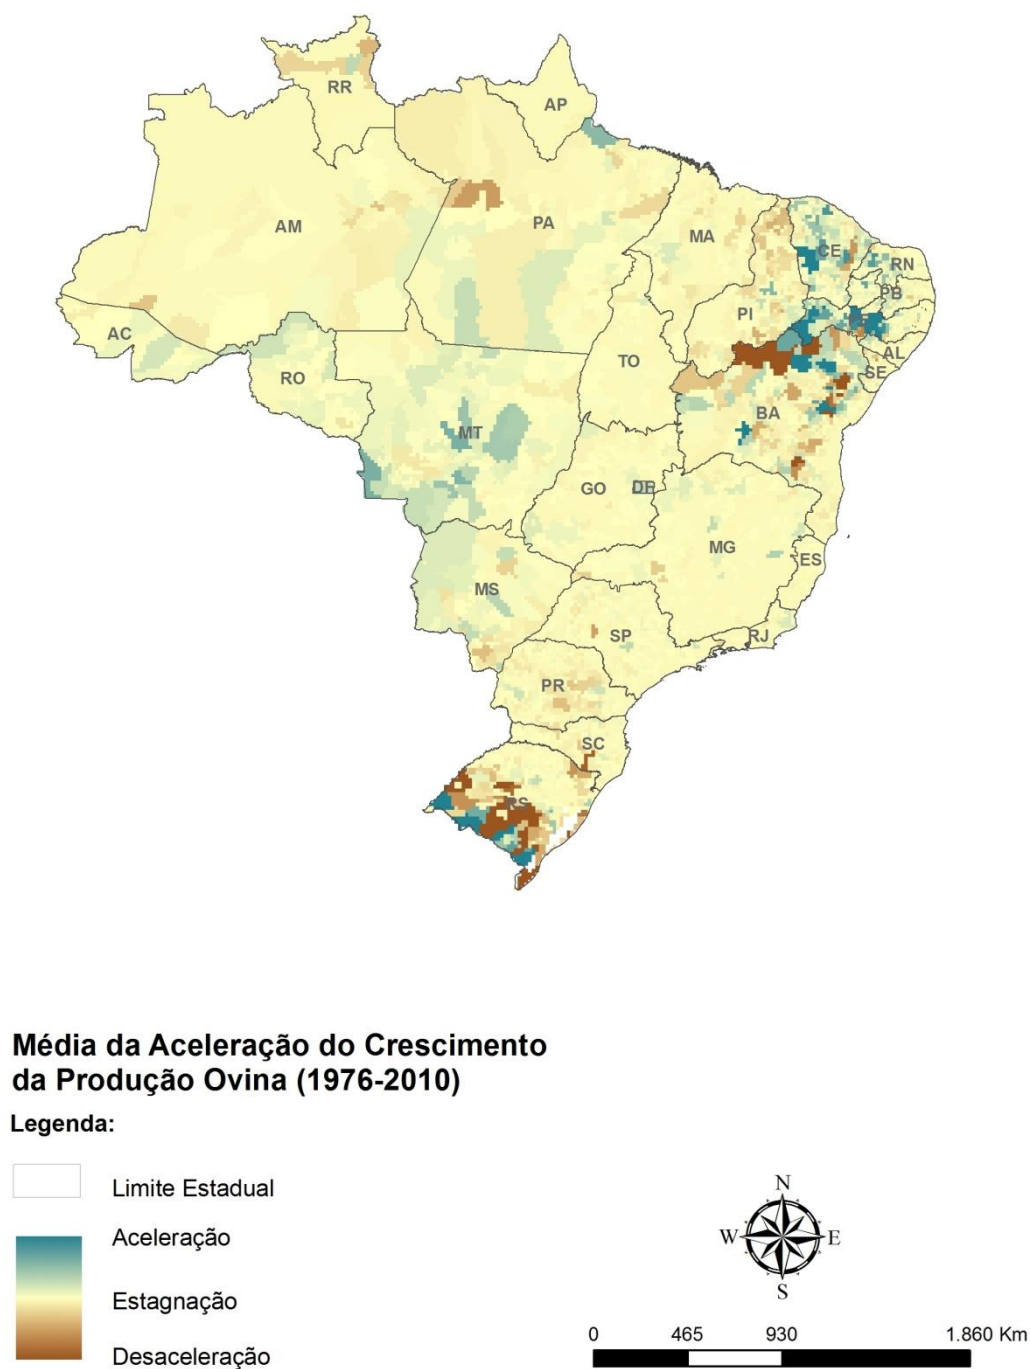 RR
AP
AM
PA
MA
CE
RN
PB
PI
PE
AC
AL
SE
TO
RO
BA
MT
GO
DF
MG
ES
MS
SP
RJ
PR
SC
RS
Média da Aceleração do Crescimento
da Produção Ovina (1976-2010)
Legenda:
Limite Estadual
Aceleração
Estagnação
Desaceleração
N
W E
S
0 465 930 1.860 Km